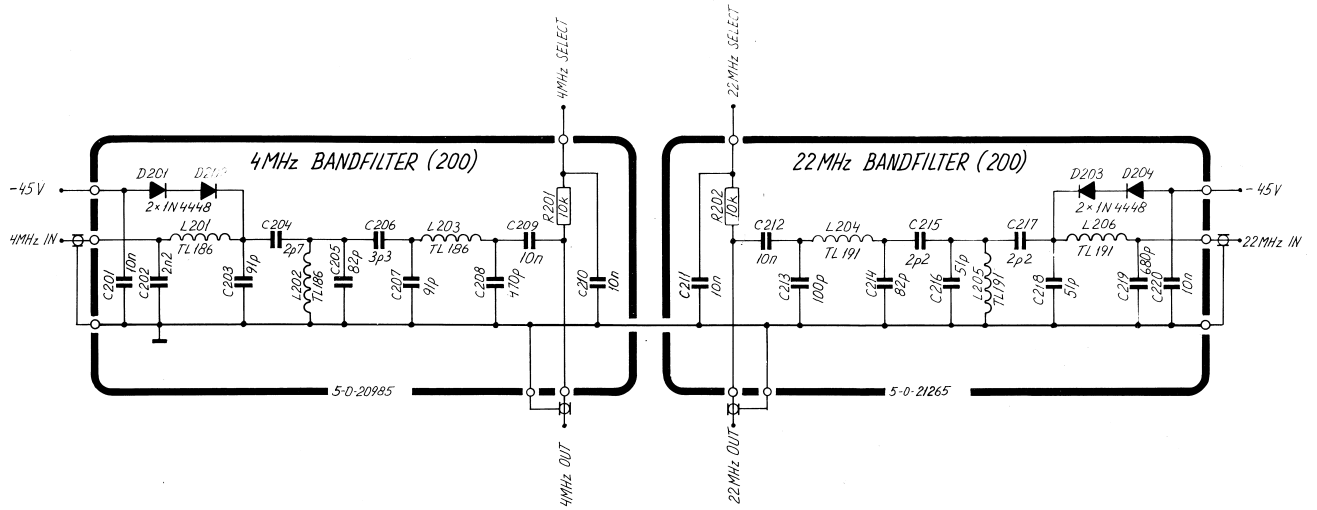 4MHz SELECT
22MHz SELECT
4MHz BANDFILTER (200)
22MHz BANDFILTER (200)
-45V
D201
2×1N4448
4MHz IN
L201
TL186
C201
10n
C202
2n2
C203
91p
C204
2p7
L202
TL186
C205
82p
C206
3p3
C207
91p
L203
TL186
C208
470p
C209
10n
R201
10k
C210
10n
5-0-20985
4MHz OUT
C211
10n
R202
10k
C212
10n
C213
100p
L204
TL191
C214
82p
C215
2p2
C216
51p
L205
TL191
C217
2p2
C218
51p
D203
D204
2×1N4448
L206
TL191
C219
680p
C220
10n
-45V
22MHz IN
5-0-21265
22MHz OUT